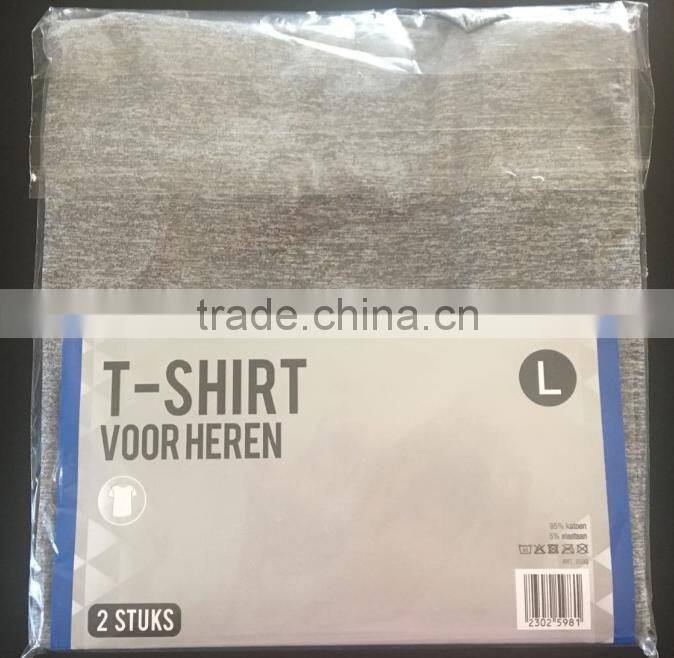 trade.china.cn
T-SHIRT
L
VOOR HEREN
95% katoen
5% elastaan
2 STUKS
2302 5981